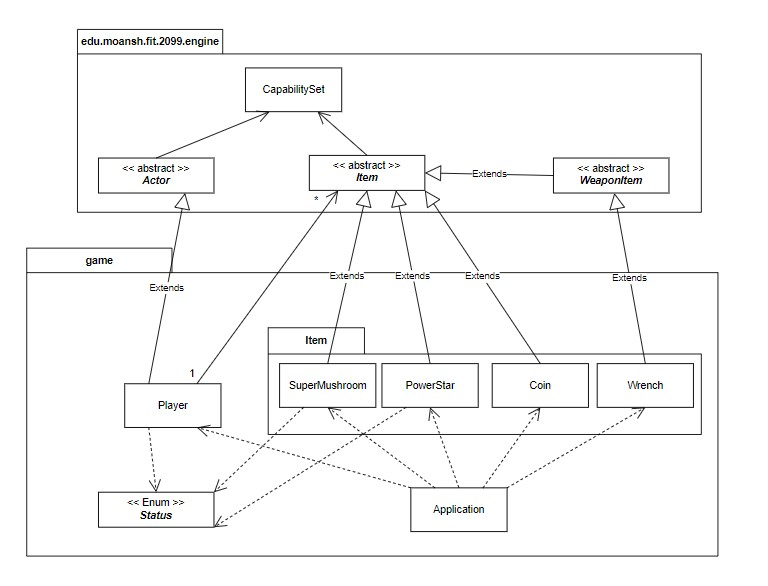 edu.moansh.fit.2099.engine
CapabilitySet
<< abstract >>
Actor
<< abstract >>
Item
Extends
<< abstract >>
WeaponItem
*
game
Extends
Extends
Extends
Extends
Extends
Item
1
SuperMushroom
PowerStar
Coin
Wrench
Player
<< Enum >>
Status
Application